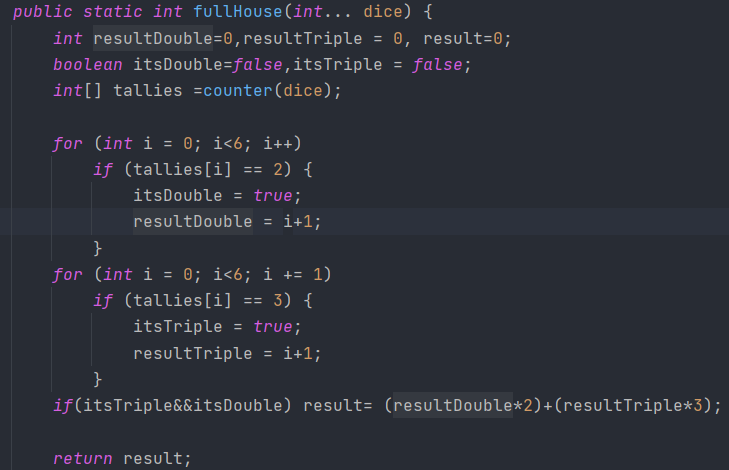 public static int fullHouse(int... dice) {
    int resultDouble=0,resultTriple = 0, result=0;
    boolean itsDouble=false,itsTriple = false;
    int[] tallies =counter(dice);

    for (int i = 0; i<6; i++)
        if (tallies[i] == 2) {
            itsDouble = true;
            resultDouble = i+1;
        }
    for (int i = 0; i<6; i += 1)
        if (tallies[i] == 3) {
            itsTriple = true;
            resultTriple = i+1;
        }
    if(itsTriple&&itsDouble) result= (resultDouble*2)+(resultTriple*3);

    return result;